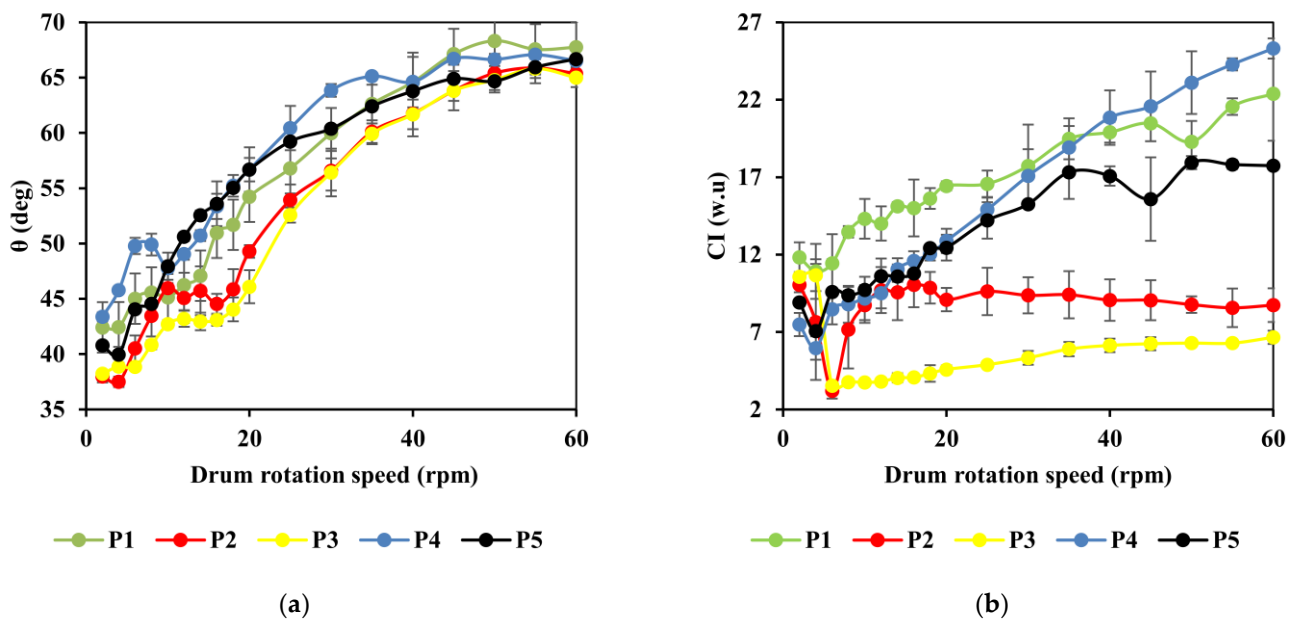 70
65
60
55
50
45
40
35
θ (deg)
0 20 40 60
Drum rotation speed (rpm)
P1 P2 P3 P4 P5
(a)
27
22
17
12
7
2
CI (w.u)
0 20 40 60
Drum rotation speed (rpm)
P1 P2 P3 P4 P5
(b)